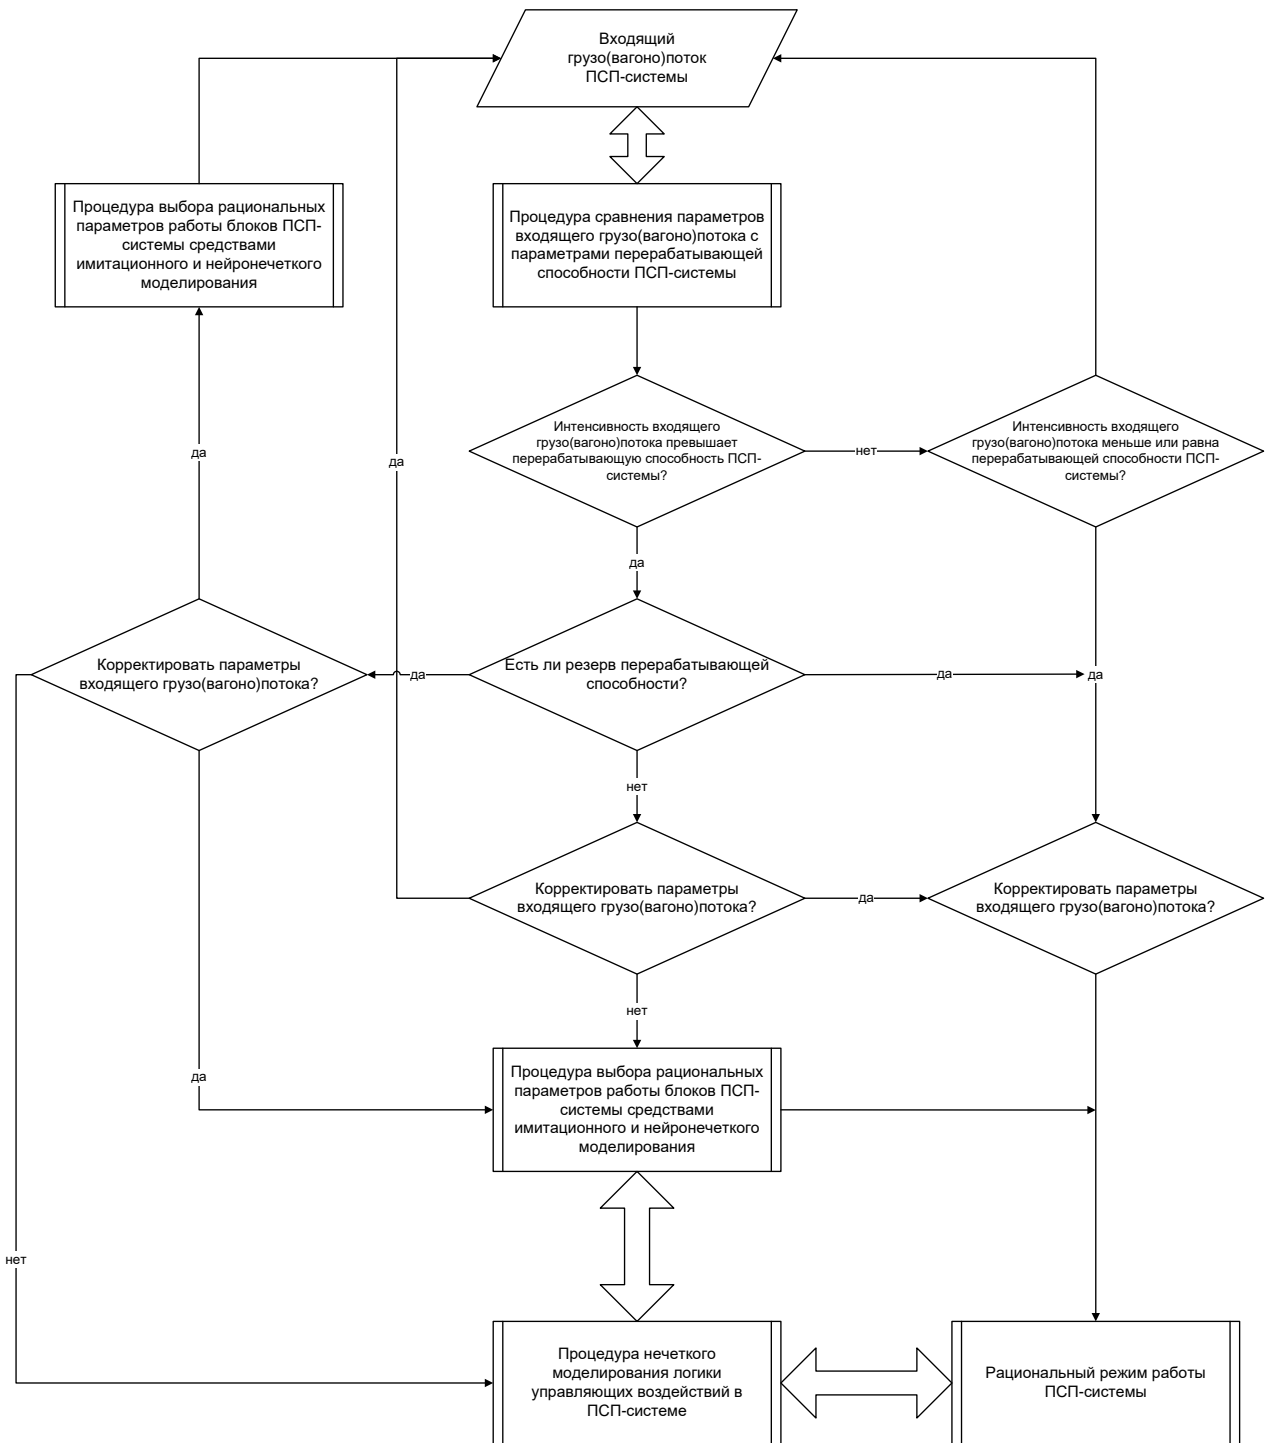 Входящий
грузо(вагоно)поток
ПСП-системы
Процедура выбора рациональных
параметров работы блоков ПСП-
системы средствами
имитационного и нейронечеткого
моделирования
Процедура сравнения параметров
входящего грузо(вагоно)потока с
параметрами перерабатывающей
способности ПСП-системы
Интенсивность входящего
грузо(вагоно)потока превышает
перерабатывающую способность ПСП-
системы?
нет
Интенсивность входящего
грузо(вагоно)потока меньше или равна
перерабатывающей способности ПСП-
системы?
да
да
да
Корректировать параметры
входящего грузо(вагоно)потока?
да
Есть ли резерв перерабатывающей
способности?
да
да
нет
Корректировать параметры
входящего грузо(вагоно)потока?
да
Корректировать параметры
входящего грузо(вагоно)потока?
нет
да
Процедура выбора рациональных
параметров работы блоков ПСП-
системы средствами
имитационного и нейронечеткого
моделирования
нет
Процедура нечеткого
моделирования логики
управляющих воздействий в
ПСП-системе
Рациональный режим работы
ПСП-системы